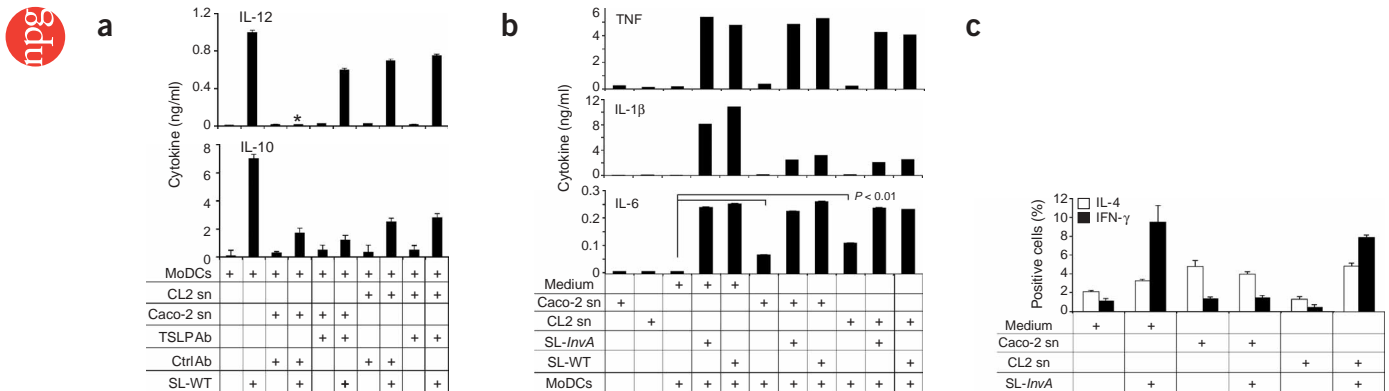 npg
a
IL-12
1.2
0.8
0.4
0
*
IL-10
8
6
4
2
0
Cytokine (ng/ml)
MoDCs + + + + + + + + + +
CL2 sn + + + +
Caco-2 sn + + + +
TSLPAb + + + +
CtrlAb + + + +
SL-WT + + + + +
b
TNF
6
4
2
0
IL-1β
12
8
4
0
IL-6
0.3
0.2
0.1
0
P < 0.01
Cytokine (ng/ml)
Medium + + +
Caco-2 sn + + + +
CL2 sn + + + +
SL-InvA + + +
SL-WT + + +
MoDCs + + + + + + + + +
c
12
10
8
6
4
2
0
IL-4
IFN-γ
Positive cells (%)
Medium + +
Caco-2 sn + +
CL2 sn + +
SL-InvA + + +